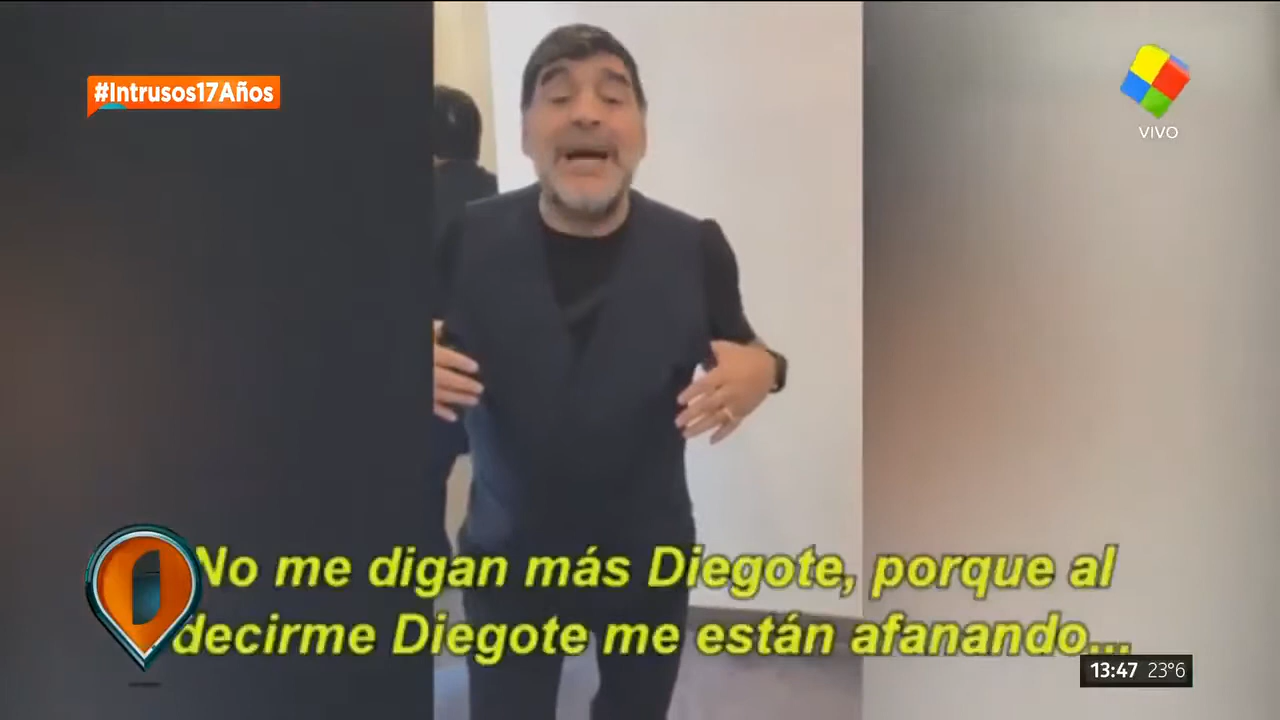 #Intrusos17Años
VIVO
No me digan más Diegote, porque al
decirme Diegote me están afanando...
13:47 23°6